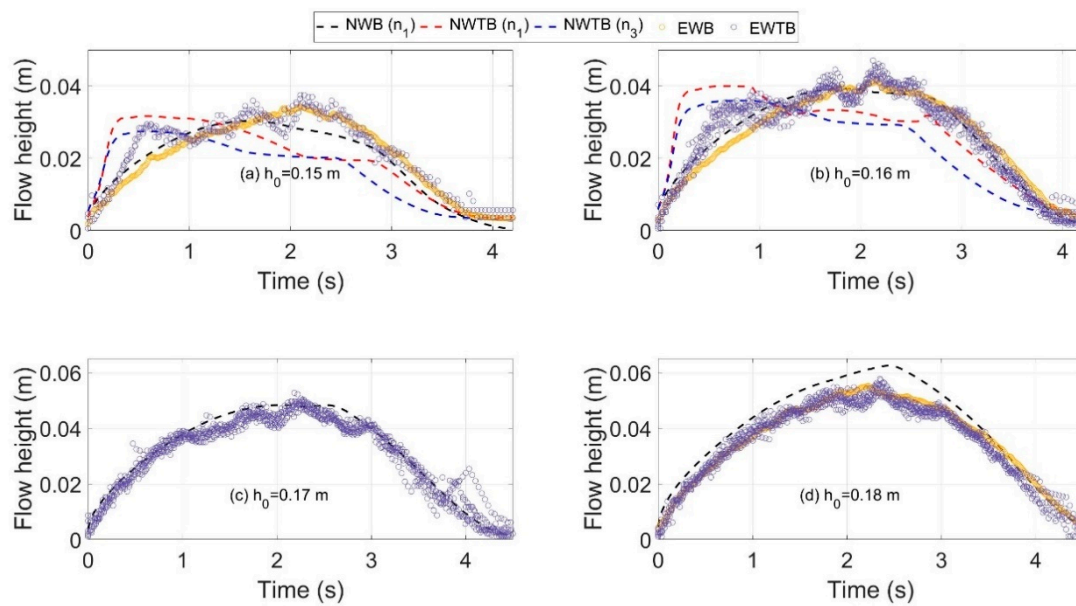 NWB (n1) NWTB (n1) NWTB (n3) EWB EWTB
Flow height (m)
0.04
0.02
0
(a) h0=0.15 m
0 1 2 3 4
Time (s)
Flow height (m)
0.04
0.02
0
(b) h0=0.16 m
0 1 2 3 4
Time (s)
Flow height (m)
0.06
0.04
0.02
0
(c) h0=0.17 m
0 1 2 3 4
Time (s)
Flow height (m)
0.06
0.04
0.02
0
(d) h0=0.18 m
0 1 2 3 4
Time (s)